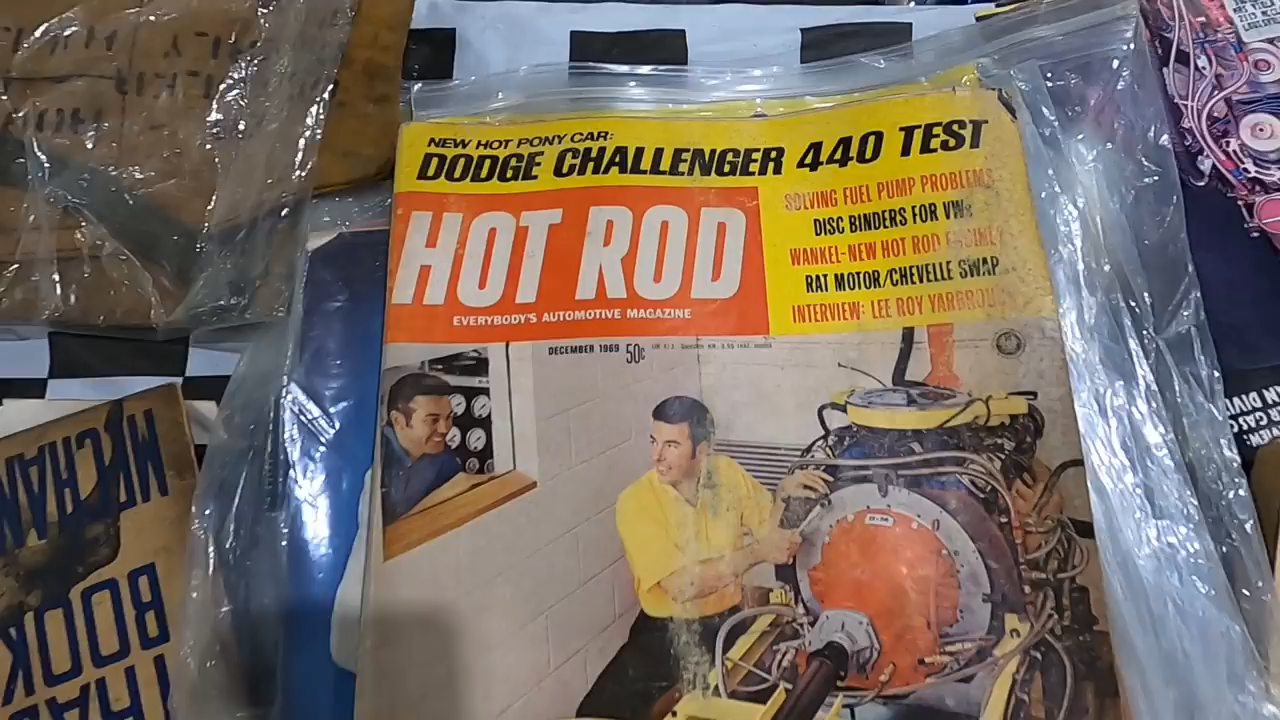 NEW HOT PONY CAR:
DODGE CHALLENGER 440 TEST
HOT ROD
EVERYBODY'S AUTOMOTIVE MAGAZINE
SOLVING FUEL PUMP PROBLEMS
DISC BINDERS FOR VWs
WANKEL-NEW HOT ROD ENGINE
RAT MOTOR/CHEVELLE SWAP
INTERVIEW: LEE ROY YARBROU
DECEMBER 1969 50¢
MECHAN
BOOK